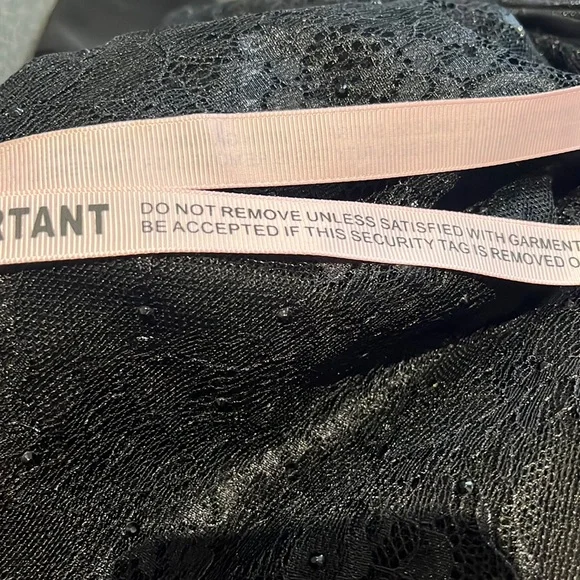 RTANT
DO NOT REMOVE UNLESS SATISFIED WITH GARMENT
BE ACCEPTED IF THIS SECURITY TAG IS REMOVED O